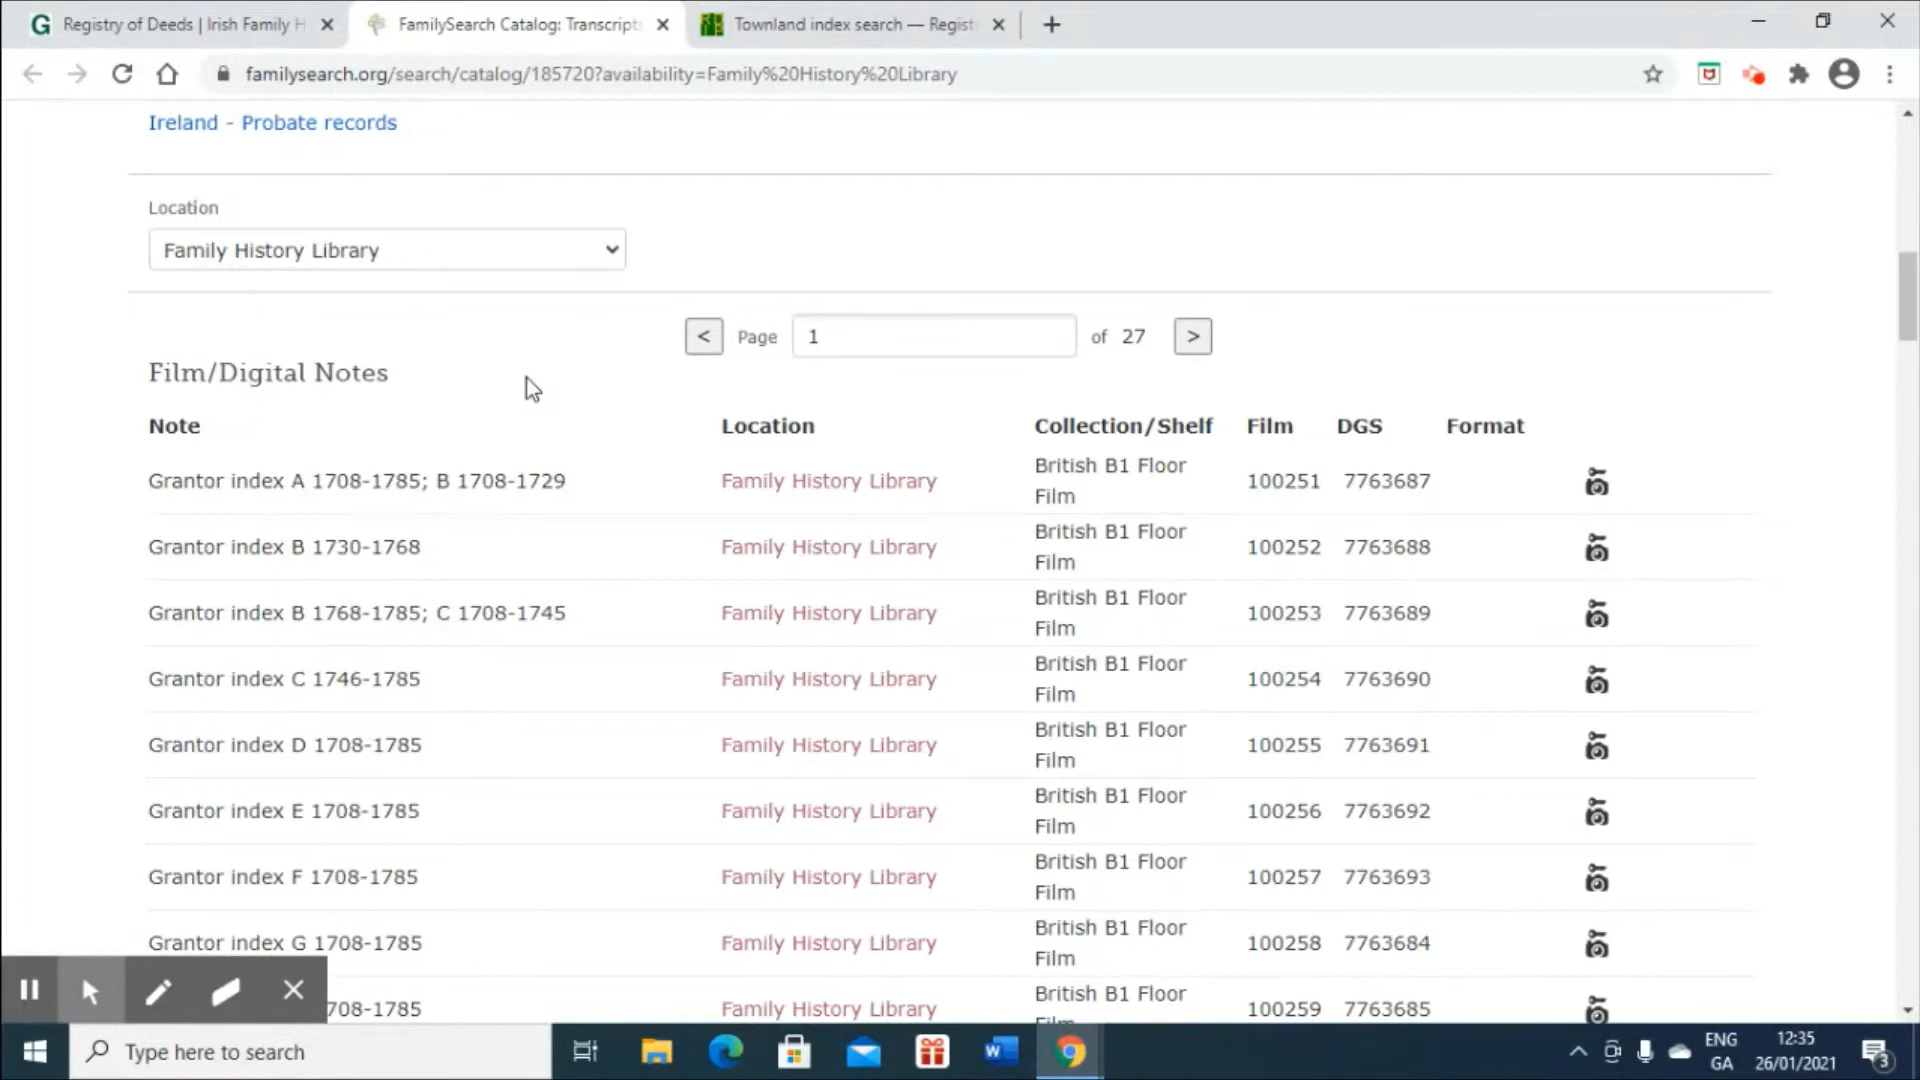 Registry of Deeds | Irish Family H
FamilySearch Catalog: Transcripts
Townland index search — Regist
familysearch.org/search/catalog/185720?availability=Family%20History%20Library
Ireland - Probate records
Location
Family History Library
< Page 1 of 27 >
Film/Digital Notes
Note Location Collection/Shelf Film DGS Format
Grantor index A 1708-1785; B 1708-1729 Family History Library British B1 Floor Film 100251 7763687
Grantor index B 1730-1768 Family History Library British B1 Floor Film 100252 7763688
Grantor index B 1768-1785; C 1708-1745 Family History Library British B1 Floor Film 100253 7763689
Grantor index C 1746-1785 Family History Library British B1 Floor Film 100254 7763690
Grantor index D 1708-1785 Family History Library British B1 Floor Film 100255 7763691
Grantor index E 1708-1785 Family History Library British B1 Floor Film 100256 7763692
Grantor index F 1708-1785 Family History Library British B1 Floor Film 100257 7763693
Grantor index G 1708-1785 Family History Library British B1 Floor Film 100258 7763684
708-1785 Family History Library British B1 Floor Film 100259 7763685
Type here to search
ENG
GA
12:35
26/01/2021
3